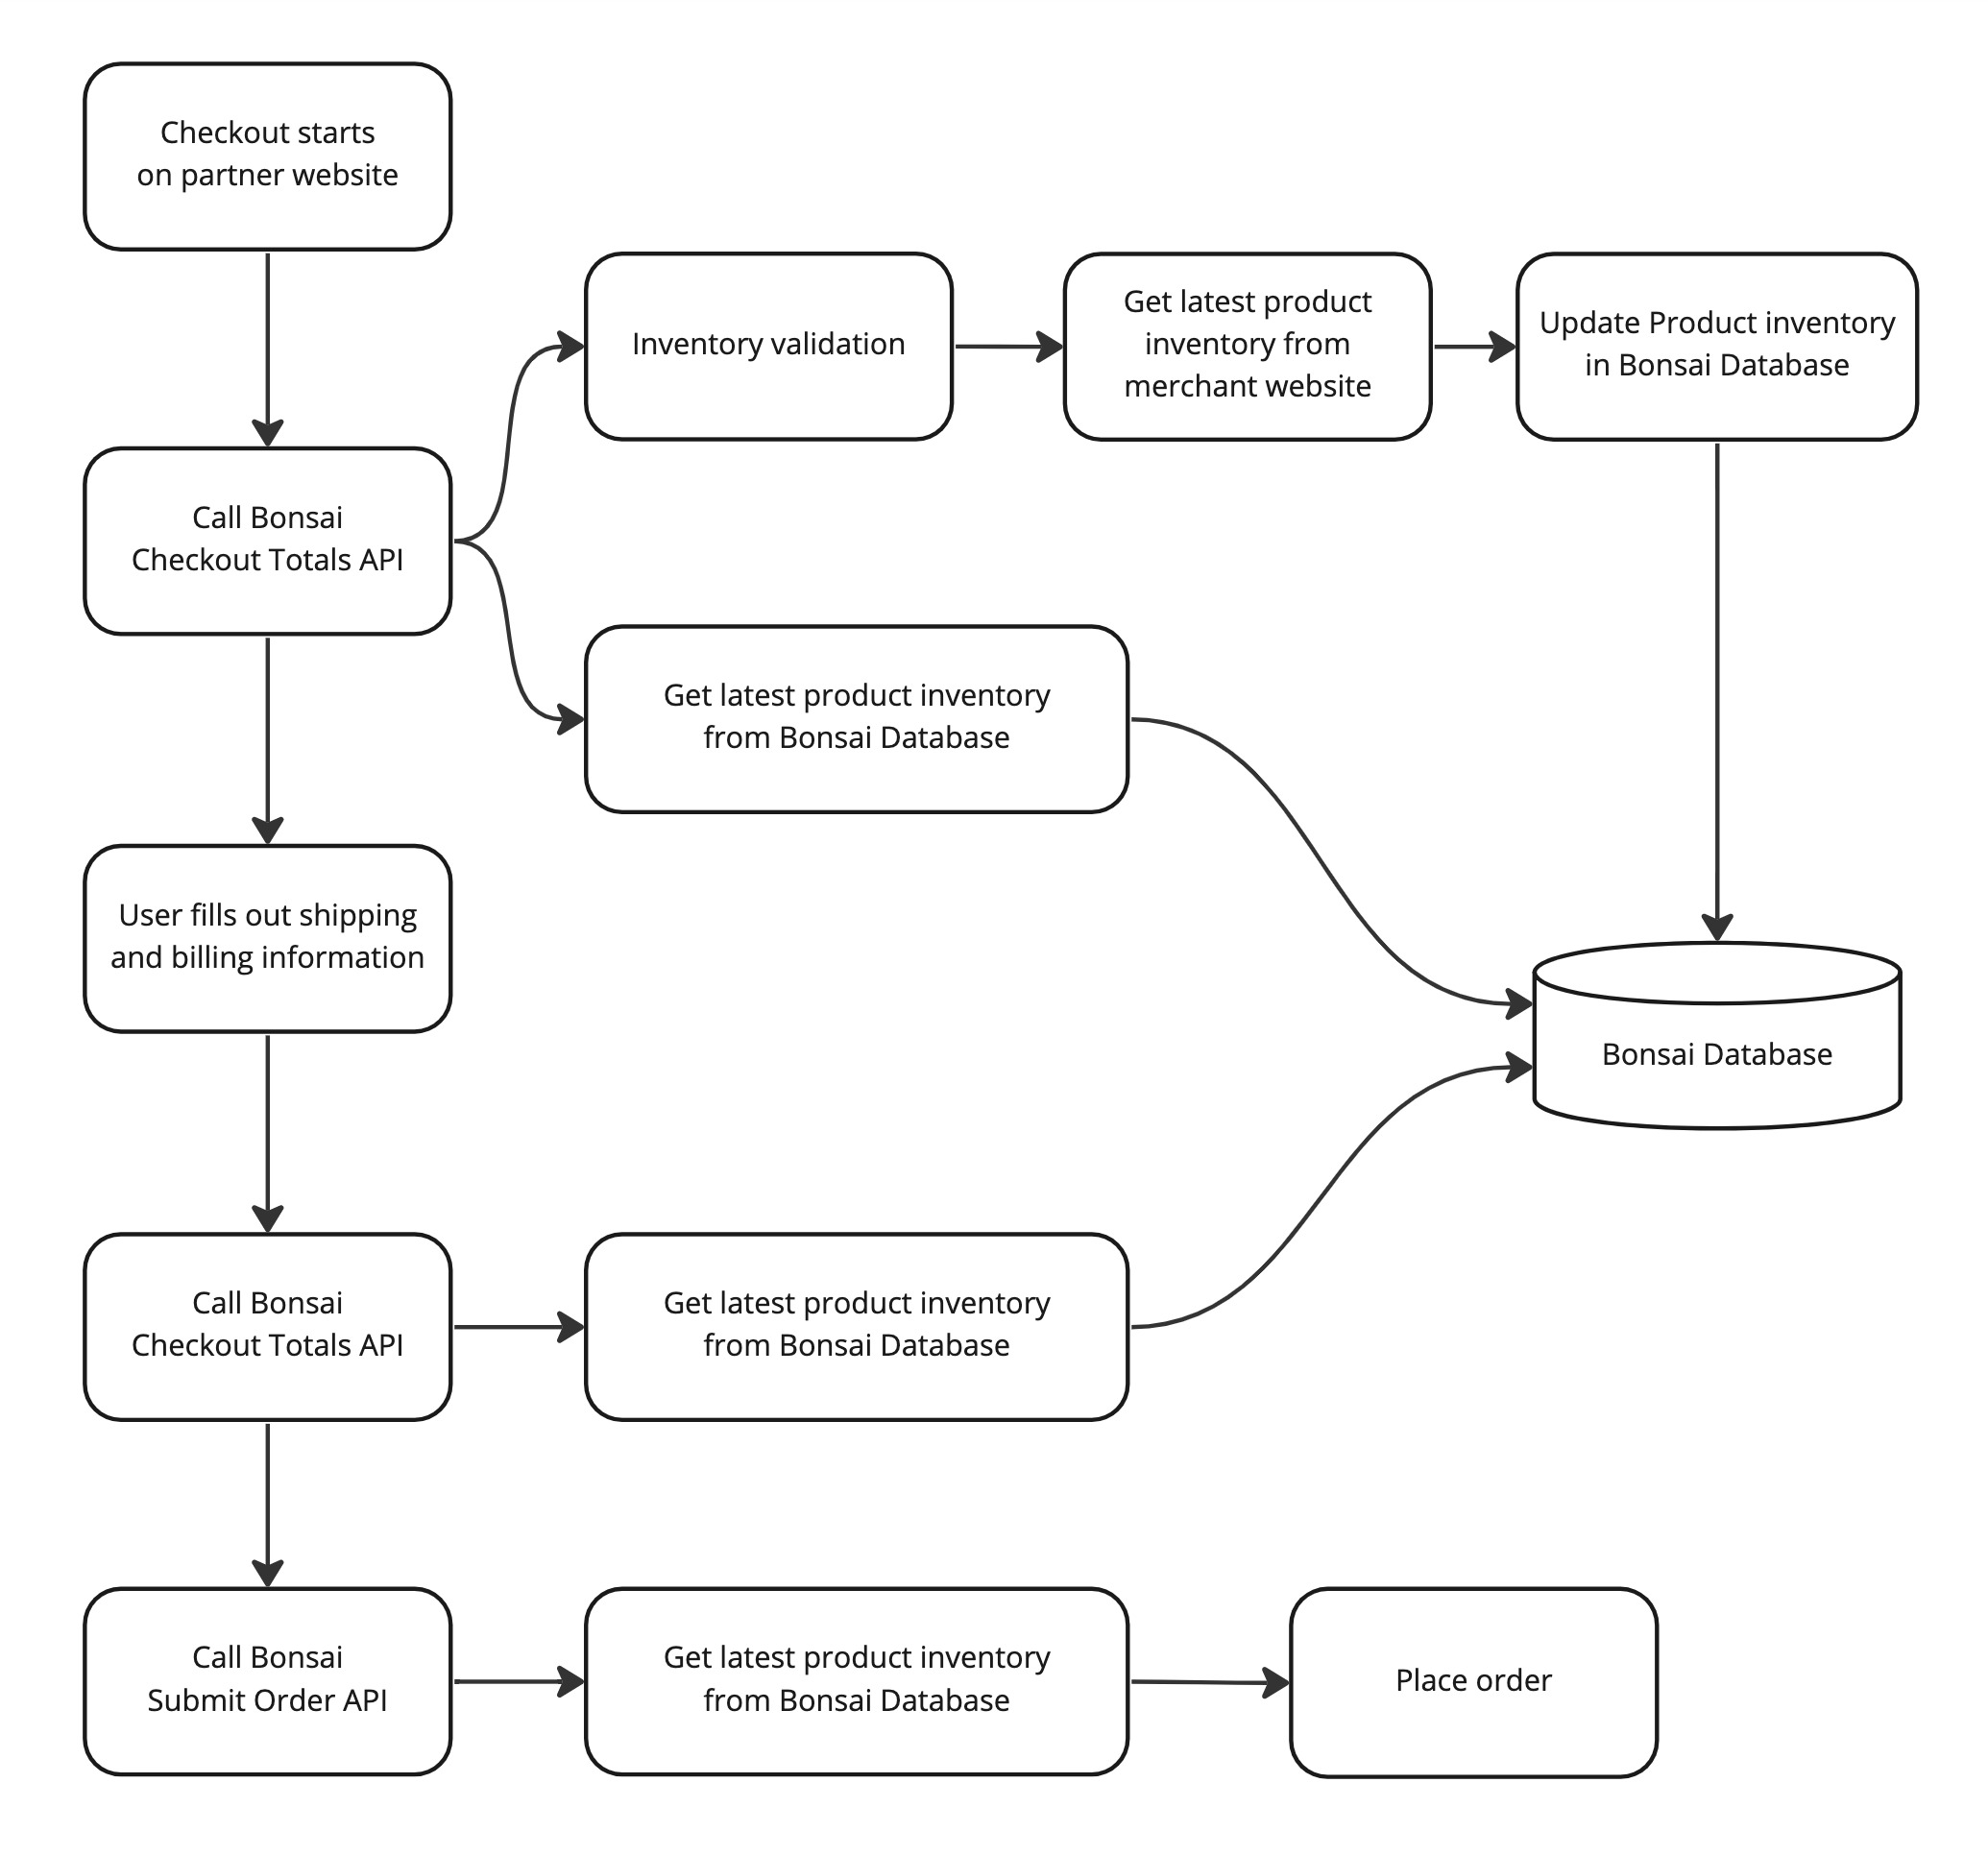 Checkout starts
on partner website
Inventory validation
Get latest product
inventory from
merchant website
Update Product inventory
in Bonsai Database
Call Bonsai
Checkout Totals API
Get latest product inventory
from Bonsai Database
User fills out shipping
and billing information
Bonsai Database
Call Bonsai
Checkout Totals API
Get latest product inventory
from Bonsai Database
Call Bonsai
Submit Order API
Get latest product inventory
from Bonsai Database
Place order